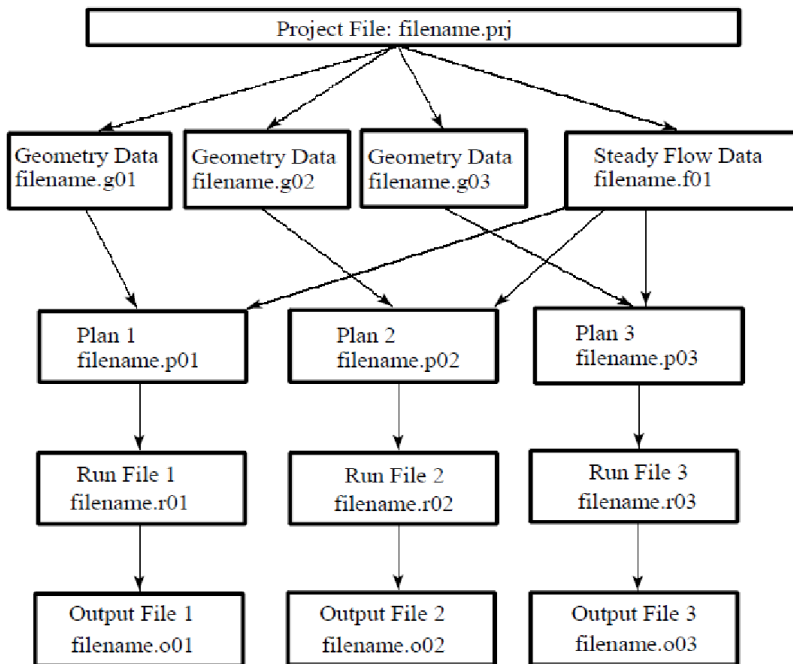 Project File: filename.prj
Geometry Data
filename.g01
Geometry Data
filename.g02
Geometry Data
filename.g03
Steady Flow Data
filename.f01
Plan 1
filename.p01
Plan 2
filename.p02
Plan 3
filename.p03
Run File 1
filename.r01
Run File 2
filename.r02
Run File 3
filename.r03
Output File 1
filename.o01
Output File 2
filename.o02
Output File 3
filename.o03